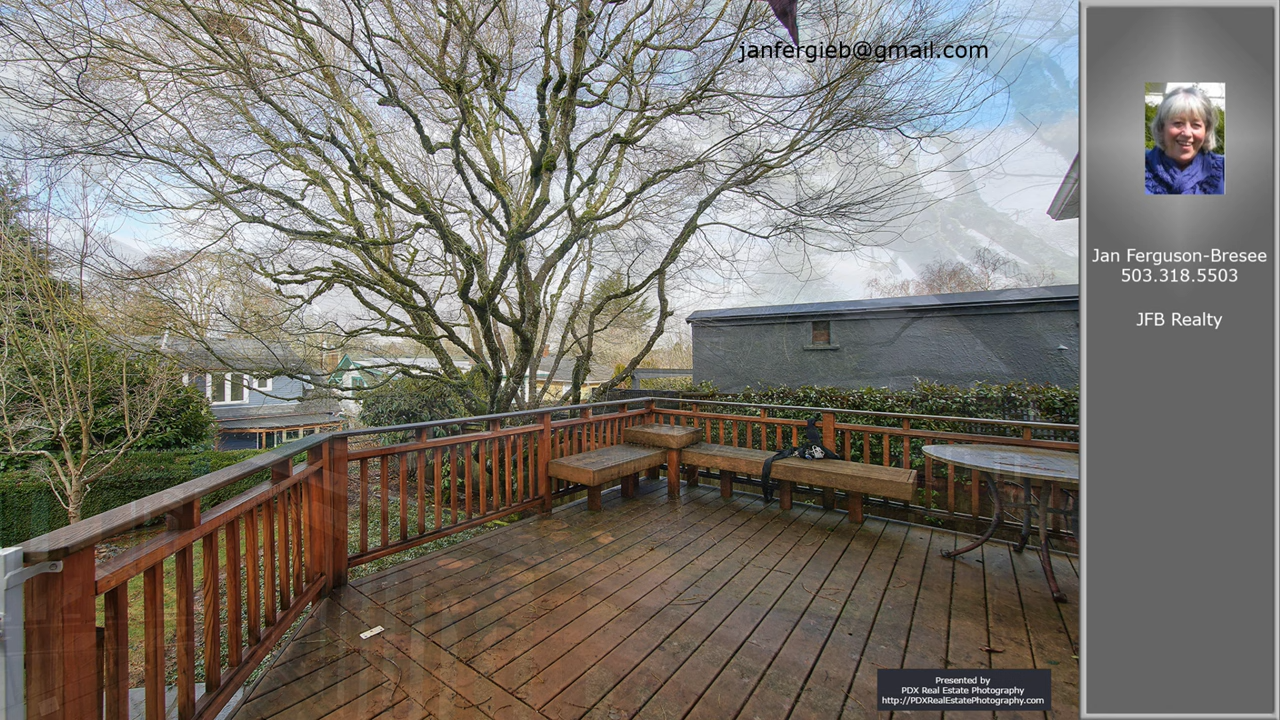 janfergieb@gmail.com
Jan Ferguson-Bresee
503.318.5503
JFB Realty
Presented by
PDX Real Estate Photography
http://PDXRealEstatePhotography.com